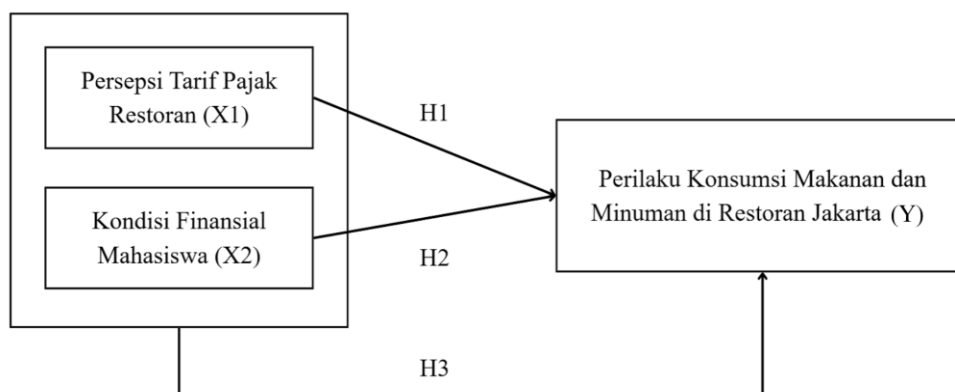 Persepsi Tarif Pajak
Restoran (X1)
H1
Perilaku Konsumsi Makanan dan
Minuman di Restoran Jakarta (Y)
Kondisi Finansial
Mahasiswa (X2)
H2
H3